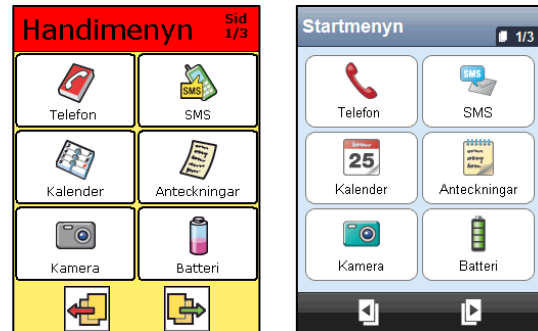 Handimenyn
Sid
1/3
Telefon
SMS
SMS
Kalender
Anteckningar
Kamera
Batteri
Startmenyn
1/3
Telefon
SMS
SMS
25
Kalender
Anteckningar
Kamera
Batteri